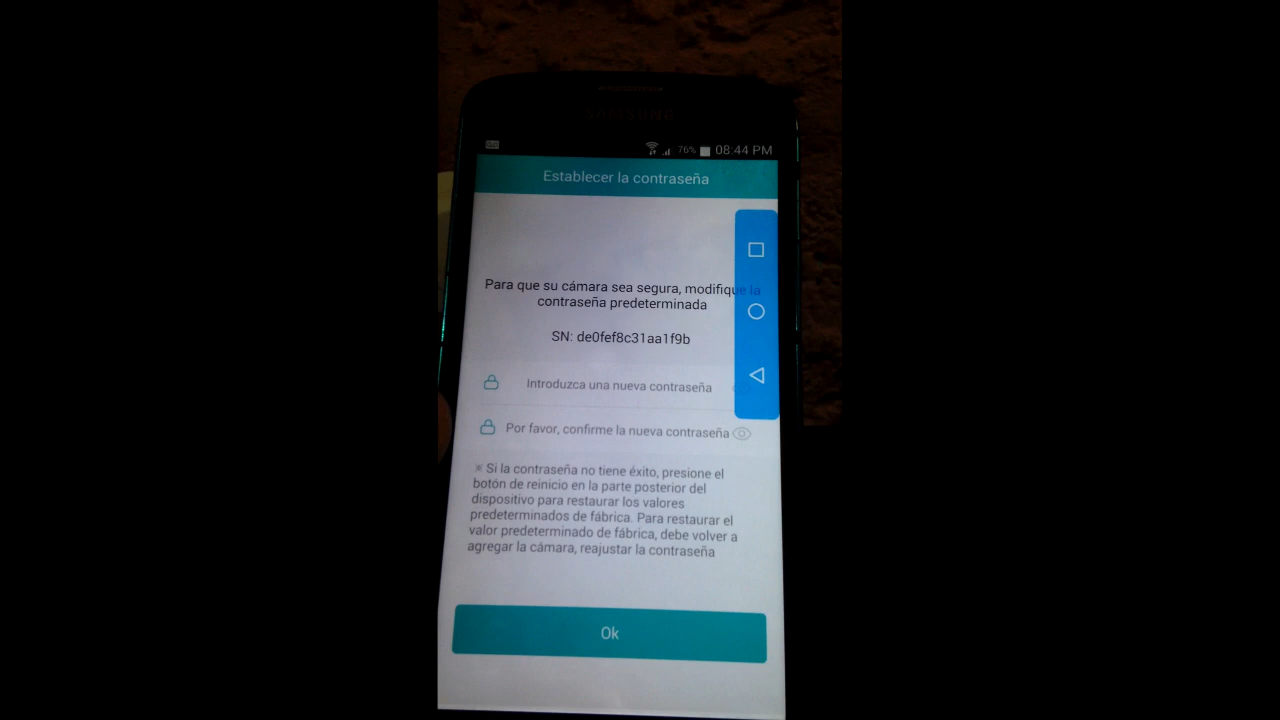 SAMSUNG
76% 08:44 PM
Establecer la contraseña
Para que su cámara sea segura, modifique la
contraseña predeterminada
SN: de0fef8c31aa1f9b
Introduzca una nueva contraseña
Por favor, confirme la nueva contraseña
※ Si la contraseña no tiene éxito, presione el
botón de reinicio en la parte posterior del
dispositivo para restaurar los valores
predeterminados de fábrica. Para restaurar el
valor predeterminado de fábrica, debe volver a
agregar la cámara, reajustar la contraseña
Ok